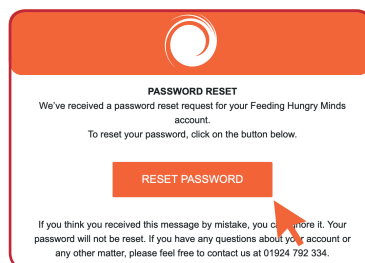 PASSWORD RESET
We've received a password reset request for your Feeding Hungry Minds
account.
To reset your password, click on the button below.
RESET PASSWORD
If you think you received this message by mistake, you can ignore it. Your
password will not be reset. If you have any questions about your account or
any other matter, please feel free to contact us at 01924 792 334.